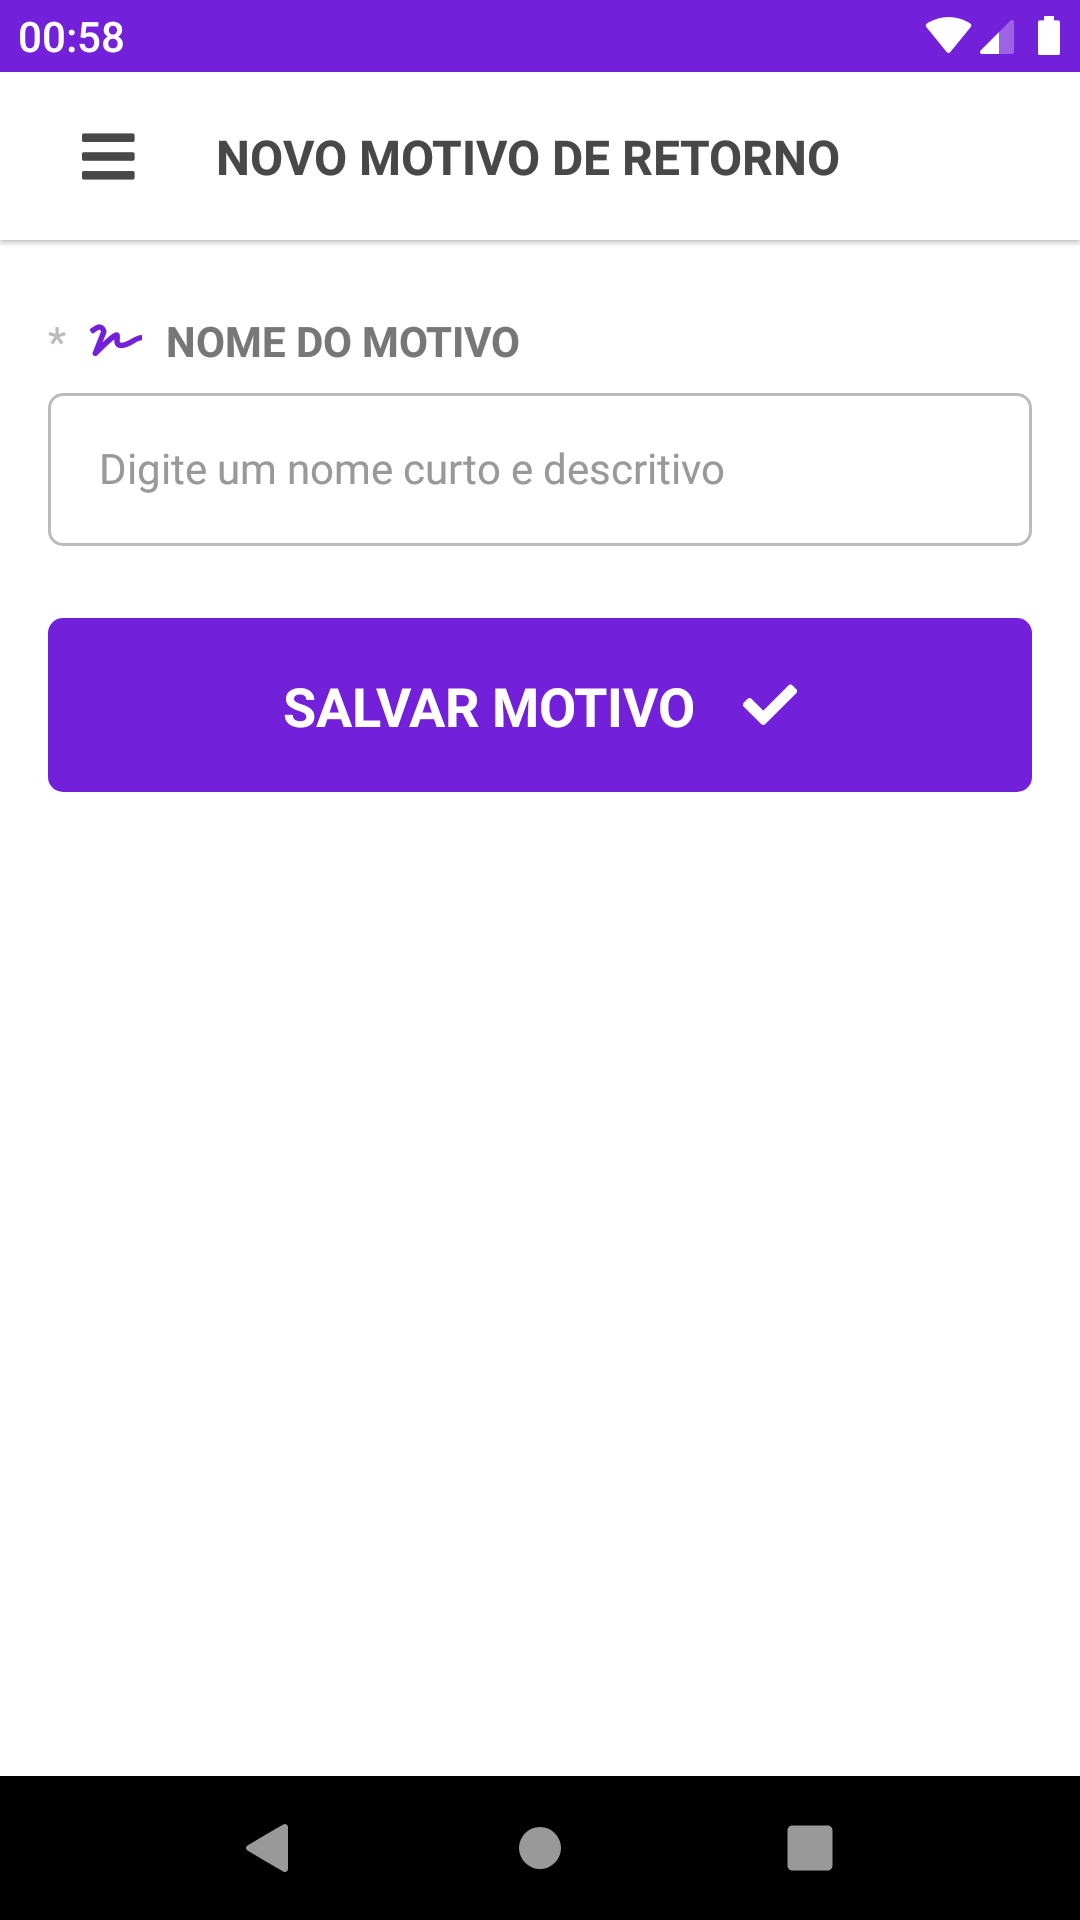 00:58
NOVO MOTIVO DE RETORNO
* NOME DO MOTIVO
Digite um nome curto e descritivo
SALVAR MOTIVO